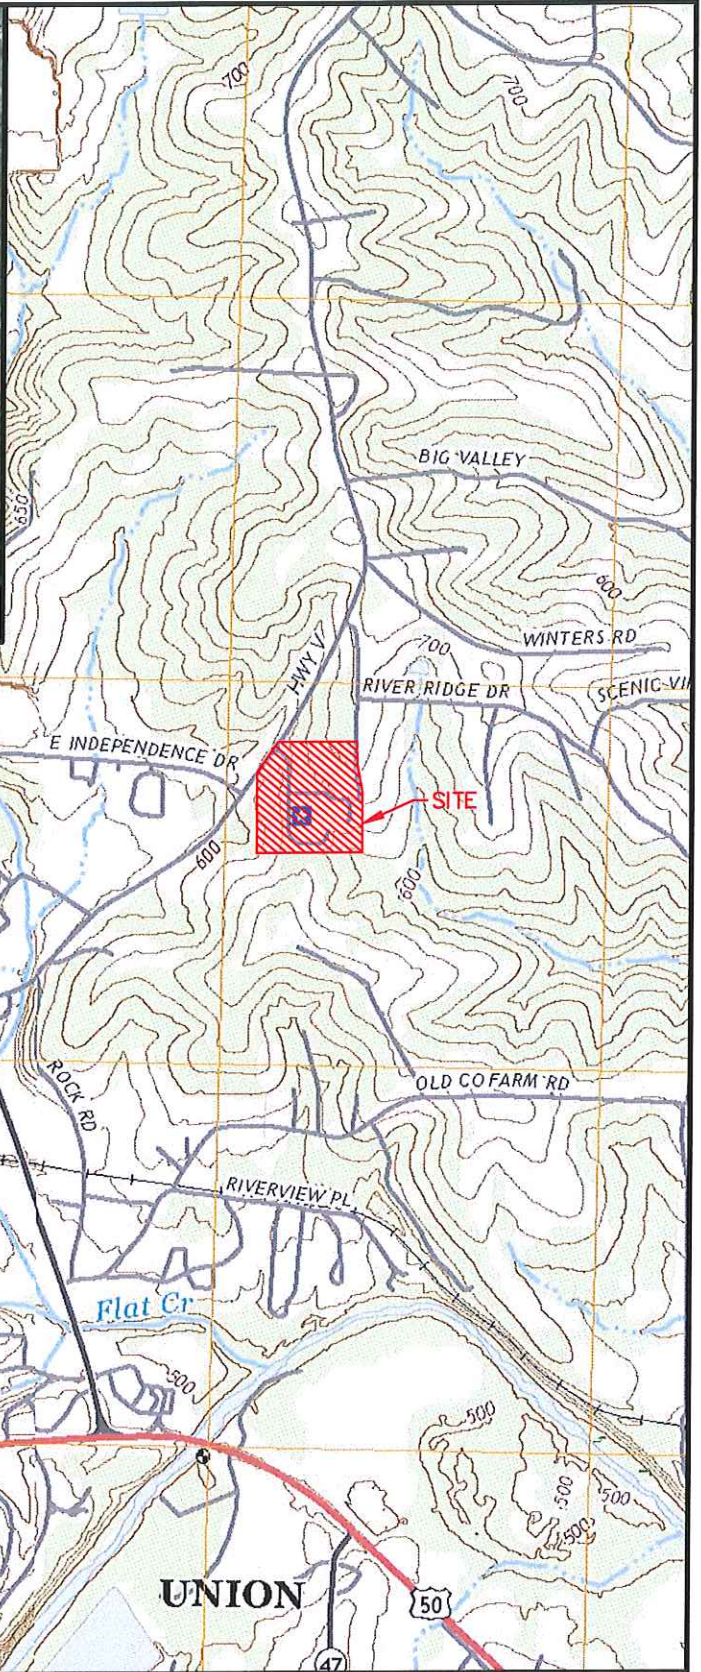 700
700
BIG VALLEY
650
600
WINTERS RD
700
HWY V
RIVER RIDGE DR
SCENIC
E INDEPENDENCE DR
SITE
600
600
OLD CO FARM RD
ROCK RD
RIVERVIEW PL
Flat Cr
500
500
500
500
500
UNION
50
47